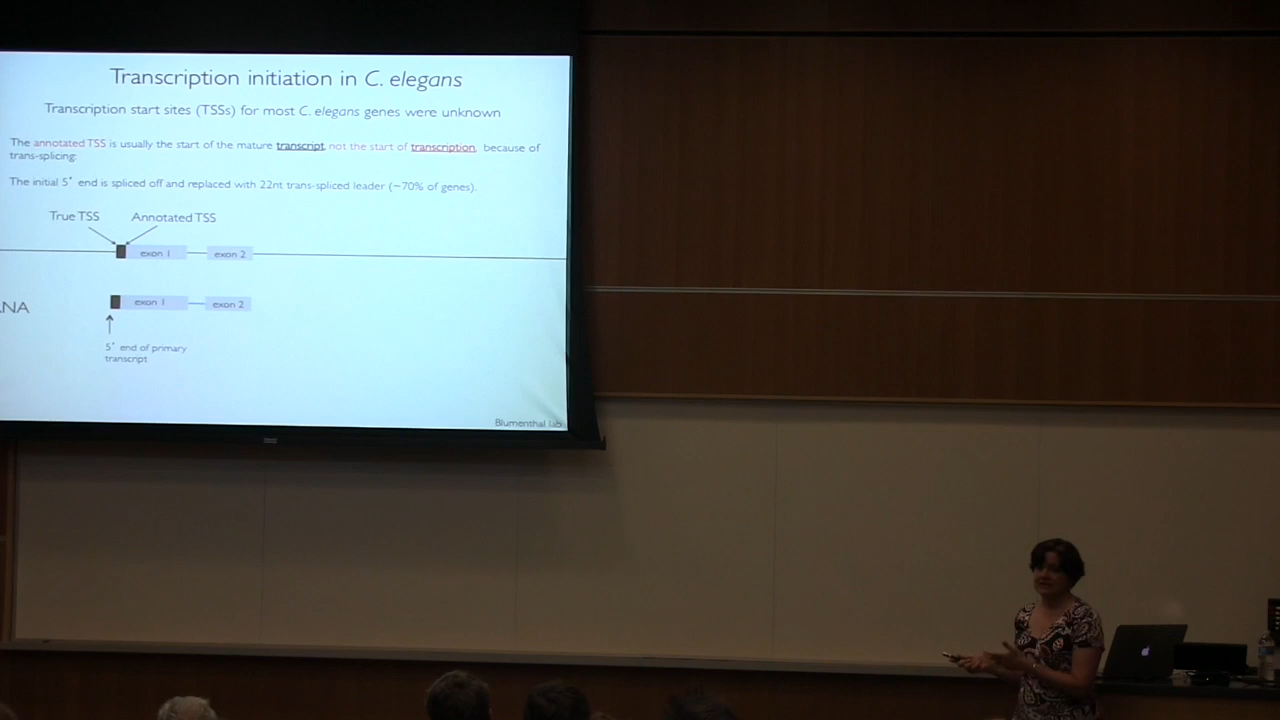 Transcription initiation in C. elegans
Transcription start sites (TSSs) for most C. elegans genes were unknown
The annotated TSS is usually the start of the mature transcript, not the start of transcription, because of
trans-splicing:
The initial 5' end is spliced off and replaced with 22nt trans-spliced leader (~70% of genes).
True TSS Annotated TSS
exon 1 exon 2
NA exon 1 exon 2
5' end of primary
transcript
Blumenthal lab